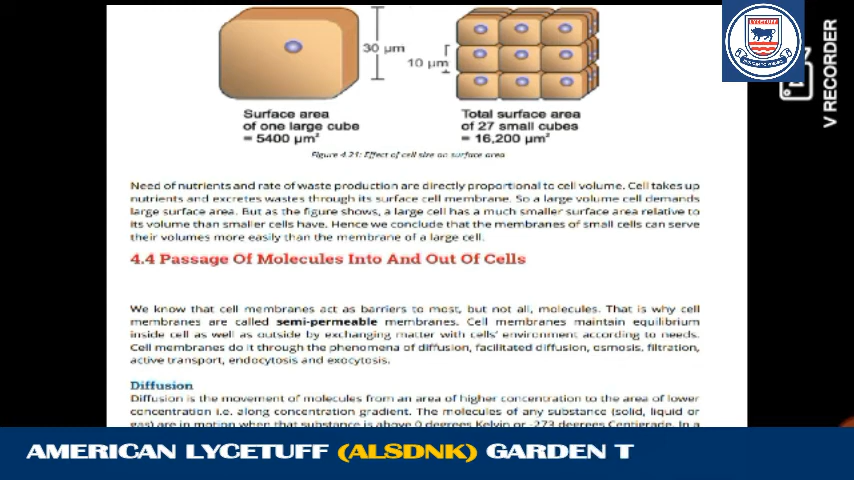 30 μm
10 μm
Surface area
of one large cube
= 5400 μm²
Total surface area
of 27 small cubes
= 16,200 μm²
Figure 4.21: Effect of cell size on surface area
Need of nutrients and rate of waste production are directly proportional to cell volume. Cell takes up
nutrients and excretes wastes through its surface cell membrane. So a large volume cell demands
large surface area. But as the figure shows, a large cell has a much smaller surface area relative to
its volume than smaller cells have. Hence we conclude that the membranes of small cells can serve
their volumes more easily than the membrane of a large cell.
4.4 Passage Of Molecules Into And Out Of Cells
We know that cell membranes act as barriers to most, but not all, molecules. That is why cell
membranes are called semi-permeable membranes. Cell membranes maintain equilibrium
inside cell as well as outside by exchanging matter with cells' environment according to needs.
Cell membranes do it through the phenomena of diffusion, facilitated diffusion, osmosis, filtration,
active transport, endocytosis and exocytosis.
Diffusion
Diffusion is the movement of molecules from an area of higher concentration to the area of lower
concentration i.e. along concentration gradient. The molecules of any substance (solid, liquid or
gas) are in motion when that substance is above 0 degrees Kelvin or -273 degrees Centigrade. In a
V RECORDER
AMERICAN LYCETUFF (ALSDNK) GARDEN T